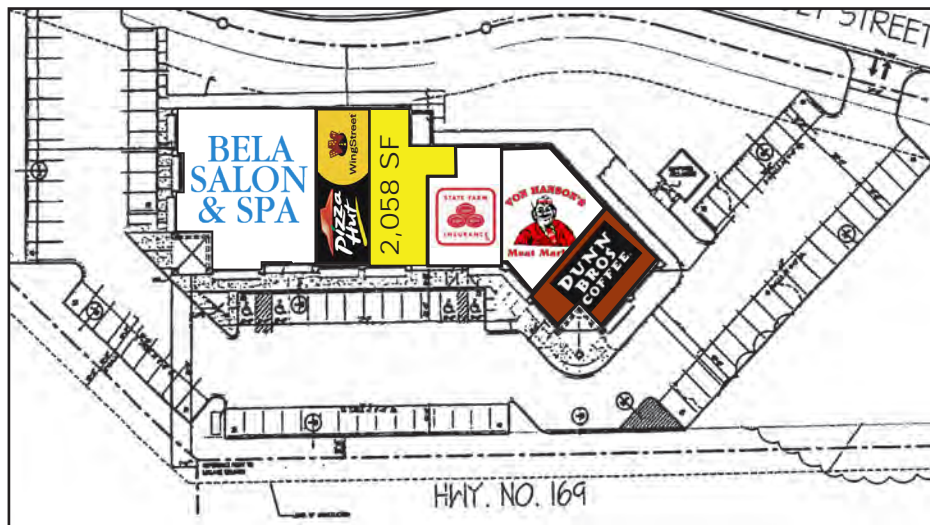 STREET
BELA
SALON
& SPA
WingStreet
Pizza
Hut
2,058 SF
STATE FARM
INSURANCE
VON HANSON'S
Meat Mar
DUNN
BROS
COFFEE
HWY. NO. 169